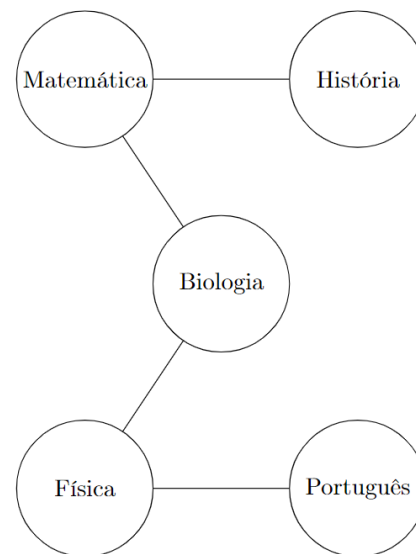 Matemática
História
Biologia
Física
Português